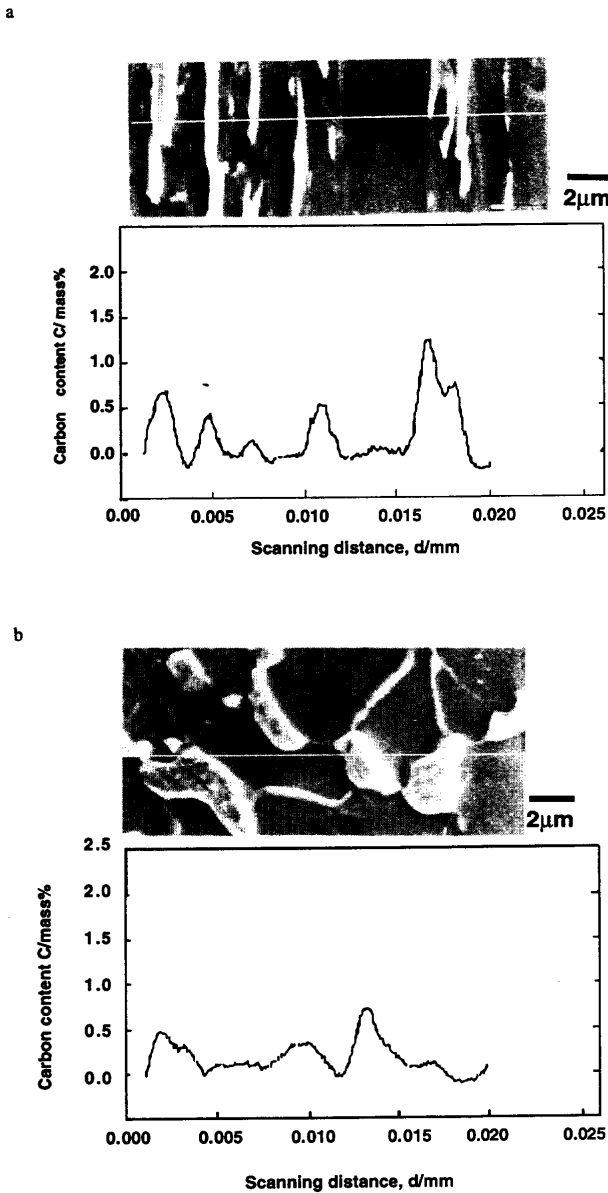 a
2μm
Carbon content C/mass%
2.0
1.5
1.0
0.5
0.0
0.00 0.005 0.010 0.015 0.020 0.025
Scanning distance, d/mm
b
2μm
Carbon content C/mass%
2.5
2.0
1.5
1.0
0.5
0.0
0.000 0.005 0.010 0.015 0.020 0.025
Scanning distance, d/mm